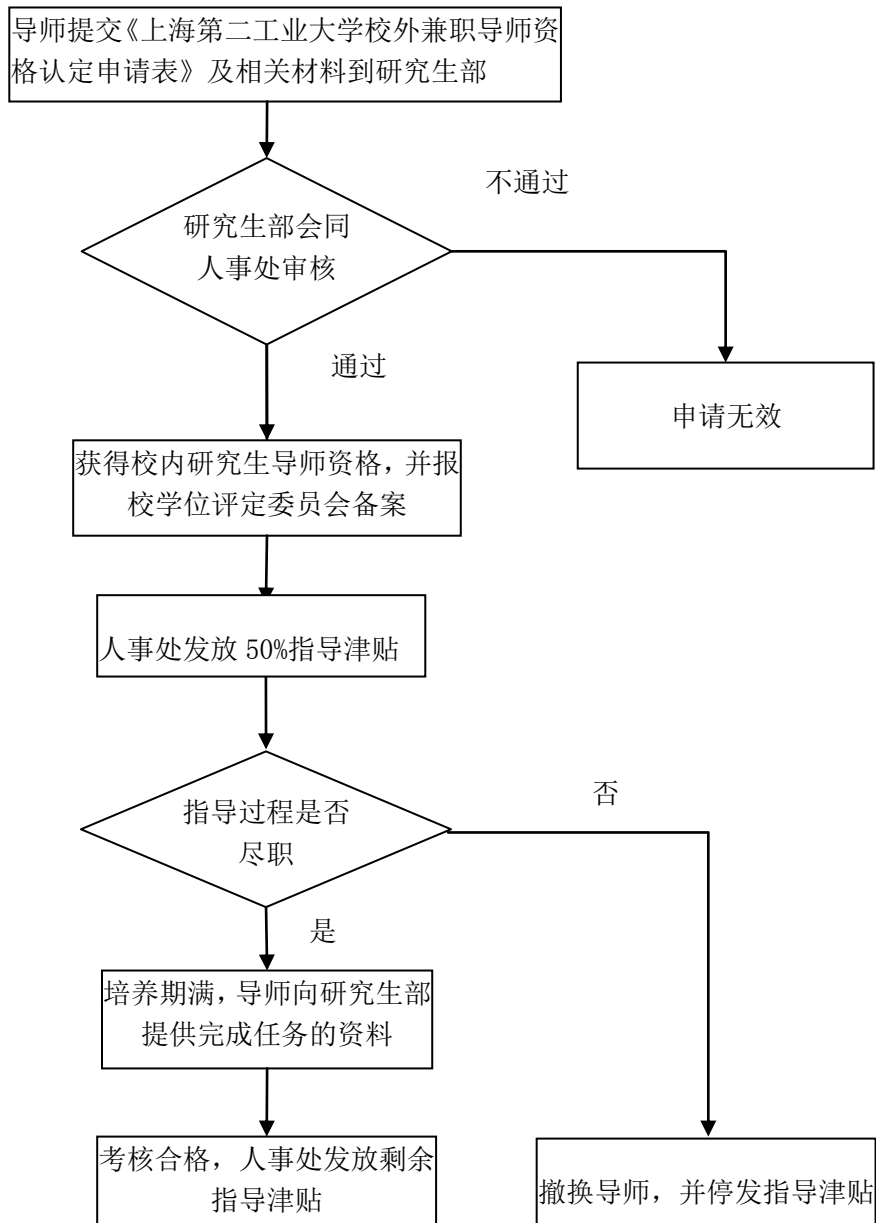 导师提交《上海第二工业大学校外兼职导师资
格认定申请表》及相关材料到研究生部
不通过
研究生部会同
人事处审核
通过
申请无效
获得校内研究生导师资格，并报
校学位评定委员会备案
人事处发放 50%指导津贴
否
指导过程是否
尽职
是
培养期满，导师向研究生部
提供完成任务的资料
考核合格，人事处发放剩余
指导津贴
撤换导师，并停发指导津贴